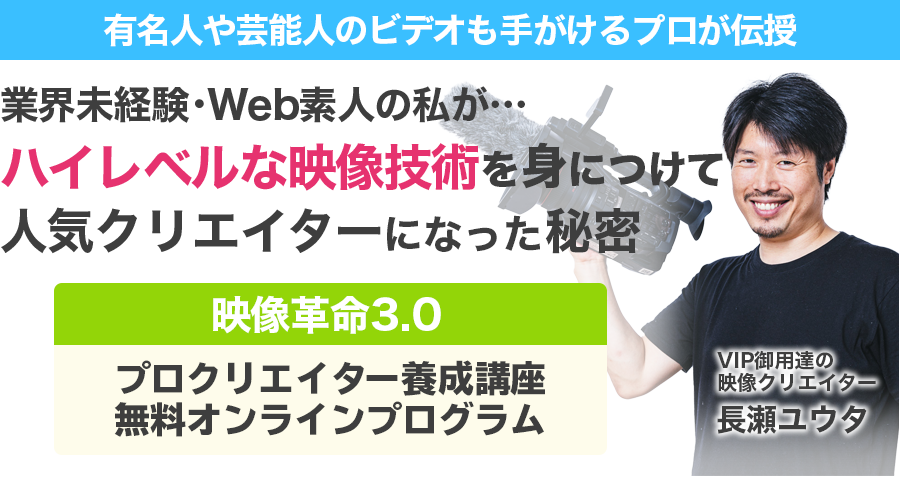 有名人や芸能人のビデオも手がけるプロが伝授
業界未経験・Web素人の私が…
ハイレベルな映像技術を身につけて
人気クリエイターになった秘密
映像革命3.0
プロクリエイター養成講座
無料オンラインプログラム
VIP御用達の
映像クリエイター
長瀬ユウタ